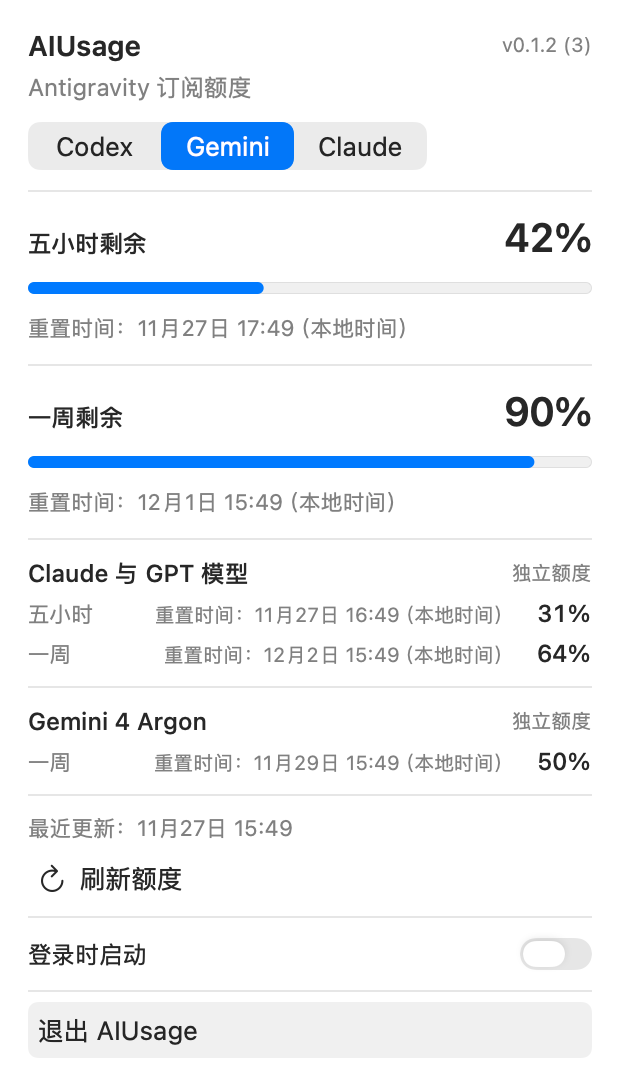 AIUsage v0.1.2 (3)
Antigravity 订阅额度
Codex Gemini Claude
五小时剩余 42%
重置时间：11月27日 17:49 (本地时间)
一周剩余 90%
重置时间：12月1日 15:49 (本地时间)
Claude 与 GPT 模型 独立额度
五小时 重置时间：11月27日 16:49 (本地时间) 31%
一周 重置时间：12月2日 15:49 (本地时间) 64%
Gemini 4 Argon 独立额度
一周 重置时间：11月29日 15:49 (本地时间) 50%
最近更新：11月27日 15:49
刷新额度
登录时启动
退出 AIUsage